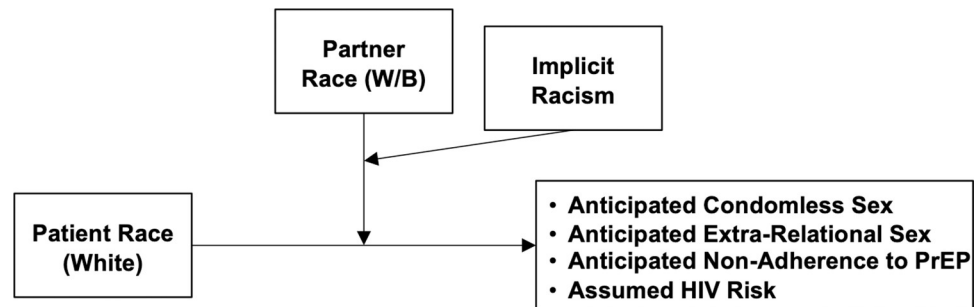 Partner
Race (W/B)
Implicit
Racism
Patient Race
(White)
• Anticipated Condomless Sex
• Anticipated Extra-Relational Sex
• Anticipated Non-Adherence to PrEP
• Assumed HIV Risk